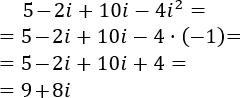 5−2i + 10i − 4i² =
= 5−2i + 10i − 4 · (−1)=
= 5−2i + 10i + 4 =
= 9+8i